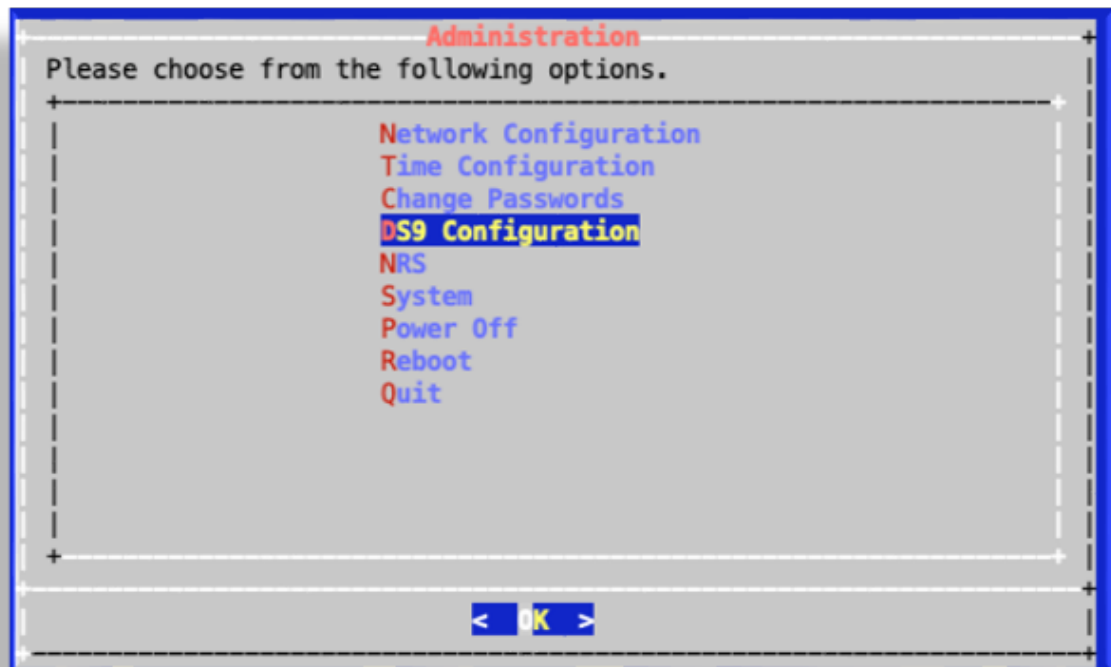 Administration
Please choose from the following options.
Network Configuration
Time Configuration
Change Passwords
DS9 Configuration
NRS
System
Power Off
Reboot
Quit
<  OK  >